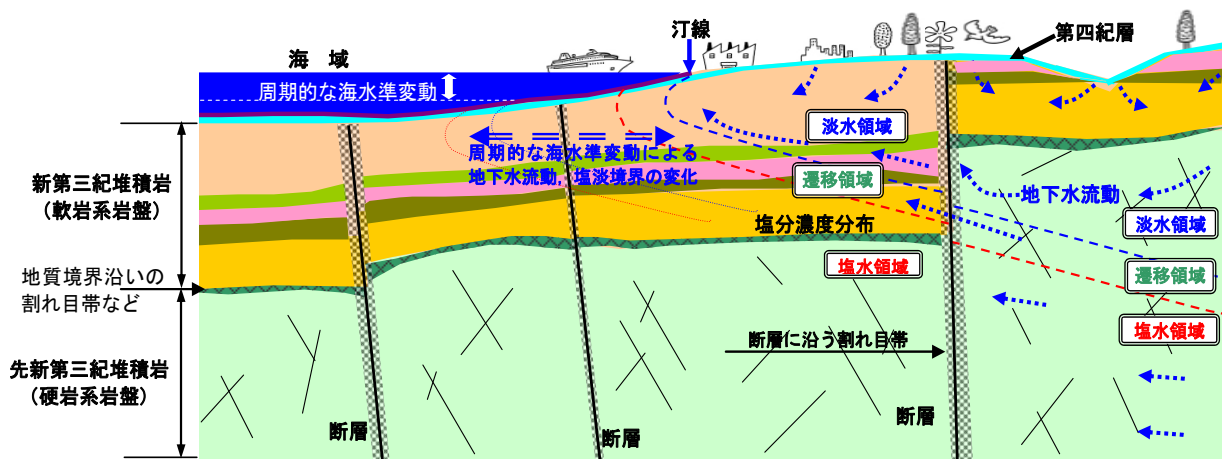 汀線
第四紀層
海 域
周期的な海水準変動
淡水領域
周期的な海水準変動による
地下水流動，塩淡境界の変化
遷移領域
地下水流動
新第三紀堆積岩
（軟岩系岩盤）
塩分濃度分布
淡水領域
塩水領域
遷移領域
地質境界沿いの
割れ目帯など
塩水領域
断層に沿う割れ目帯
先新第三紀堆積岩
（硬岩系岩盤）
断層
断層
断層